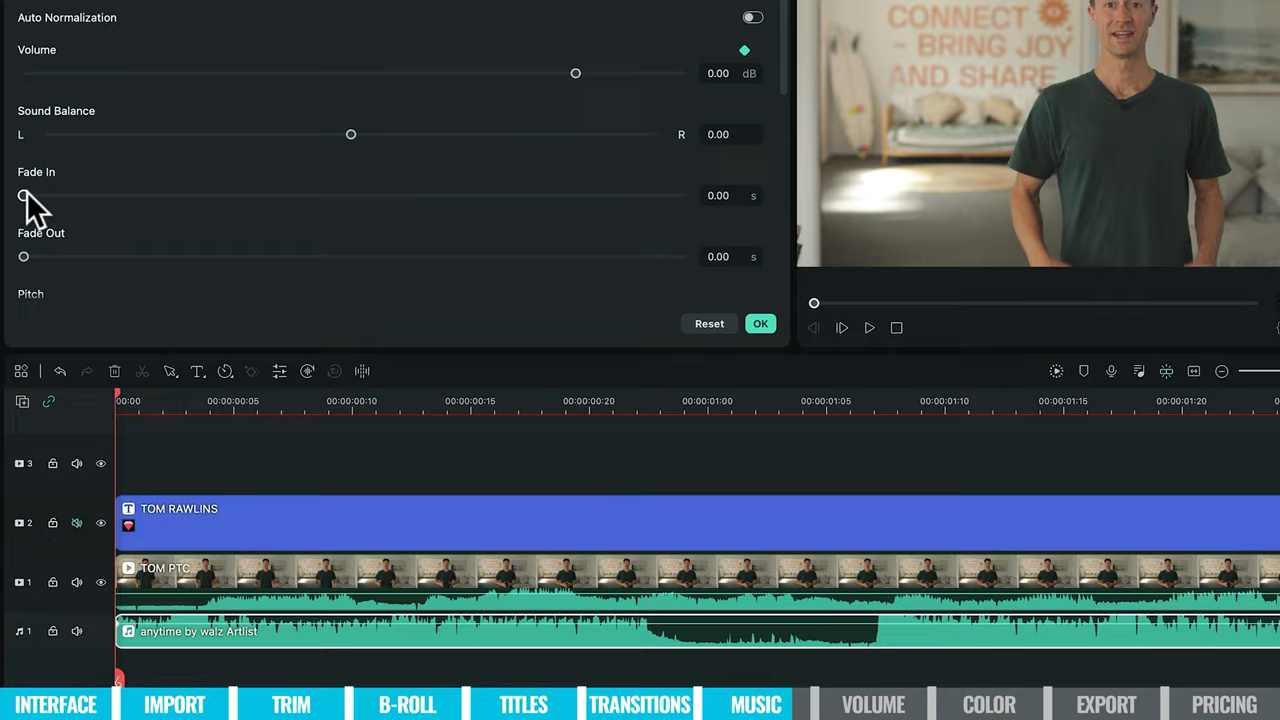 Auto Normalization
Volume
0.00 dB
Sound Balance
L R 0.00
Fade In
0.00 s
Fade Out
0.00 s
Pitch
Reset OK
CONNECT
~ BRING JOY
AND SHARE
00:00 00:00:00:05 00:00:00:10 00:00:00:15 00:00:00:20 00:00:01:00 00:00:01:05 00:00:01:10 00:00:01:15 00:00:01:20
3
2
T TOM RAWLINS
1
TOM PTC
1
anytime by walz Artlist
INTERFACE IMPORT TRIM B-ROLL TITLES TRANSITIONS MUSIC VOLUME COLOR EXPORT PRICING